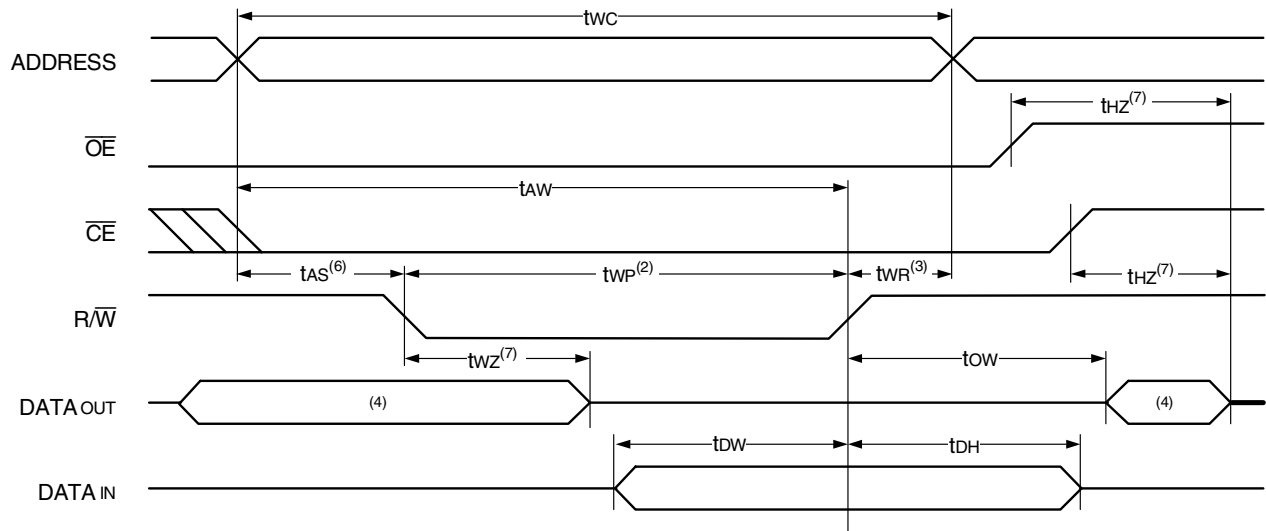 tWC
ADDRESS
tHZ(7)
OE
tAW
CE
tAS(6) tWP(2) tWR(3) tHZ(7)
R/W
tWZ(7) tOW
DATA OUT (4) (4)
tDW tDH
DATA IN